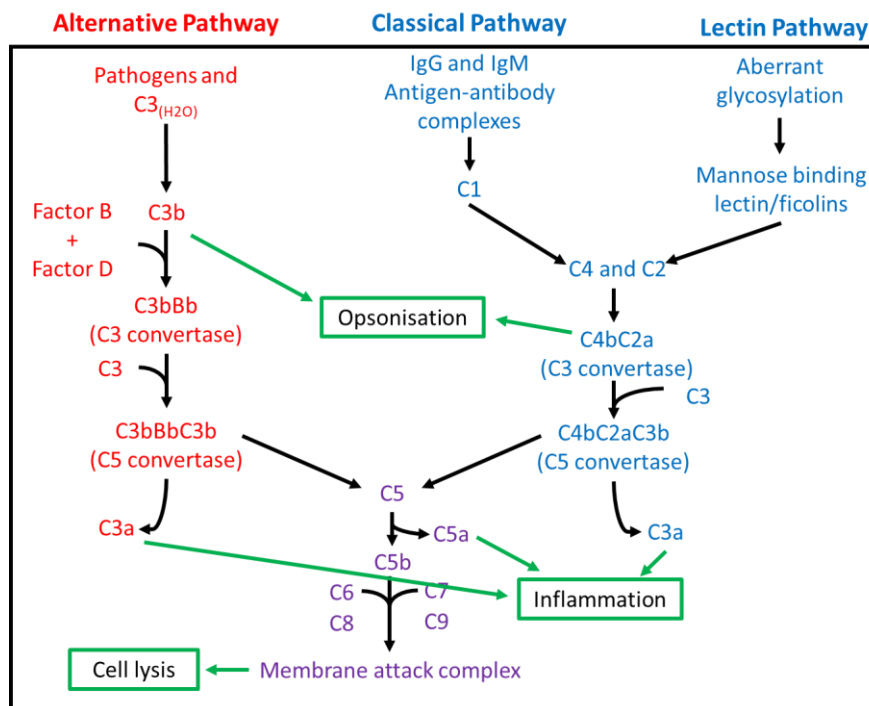 Alternative Pathway
Classical Pathway
Lectin Pathway
Pathogens and
C3(H2O)
IgG and IgM
Antigen-antibody
complexes
Aberrant
glycosylation
C1
Mannose binding
lectin/ficolins
Factor B
+
Factor D
C3b
C4 and C2
C3bBb
(C3 convertase)
Opsonisation
C4bC2a
(C3 convertase)
C3
C3
C3bBbC3b
(C5 convertase)
C4bC2aC3b
(C5 convertase)
C5
C3a
C5a
C3a
C5b
C6
C7
C8
C9
Inflammation
Cell lysis
Membrane attack complex